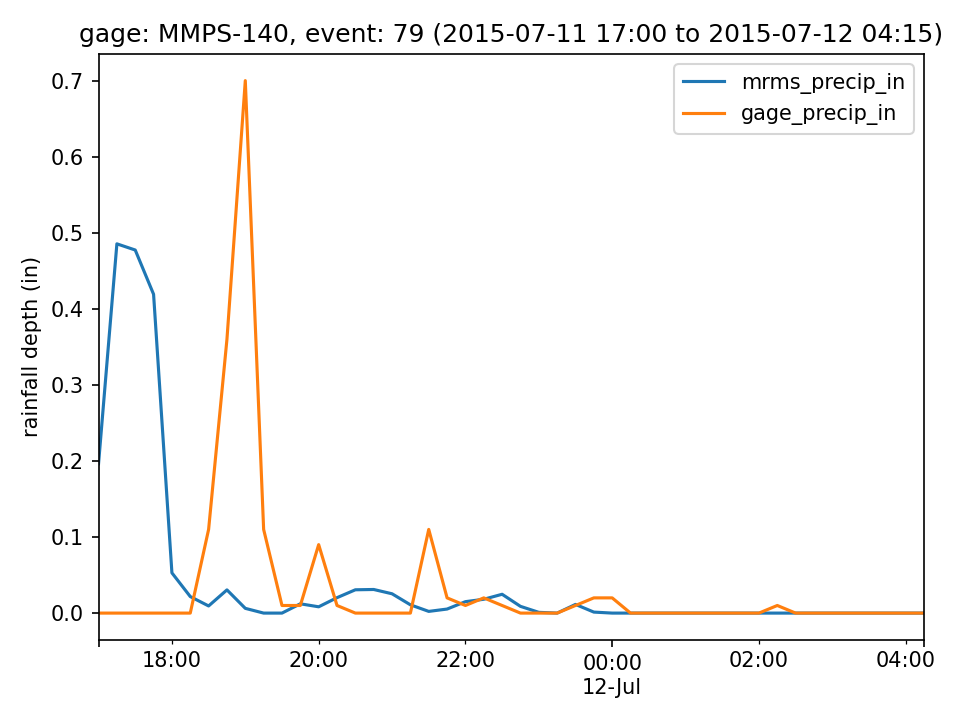 gage: MMPS-140, event: 79 (2015-07-11 17:00 to 2015-07-12 04:15)
mrms_precip_in
gage_precip_in
rainfall depth (in)
0.7
0.6
0.5
0.4
0.3
0.2
0.1
0.0
18:00
20:00
22:00
00:00
12-Jul
02:00
04:00